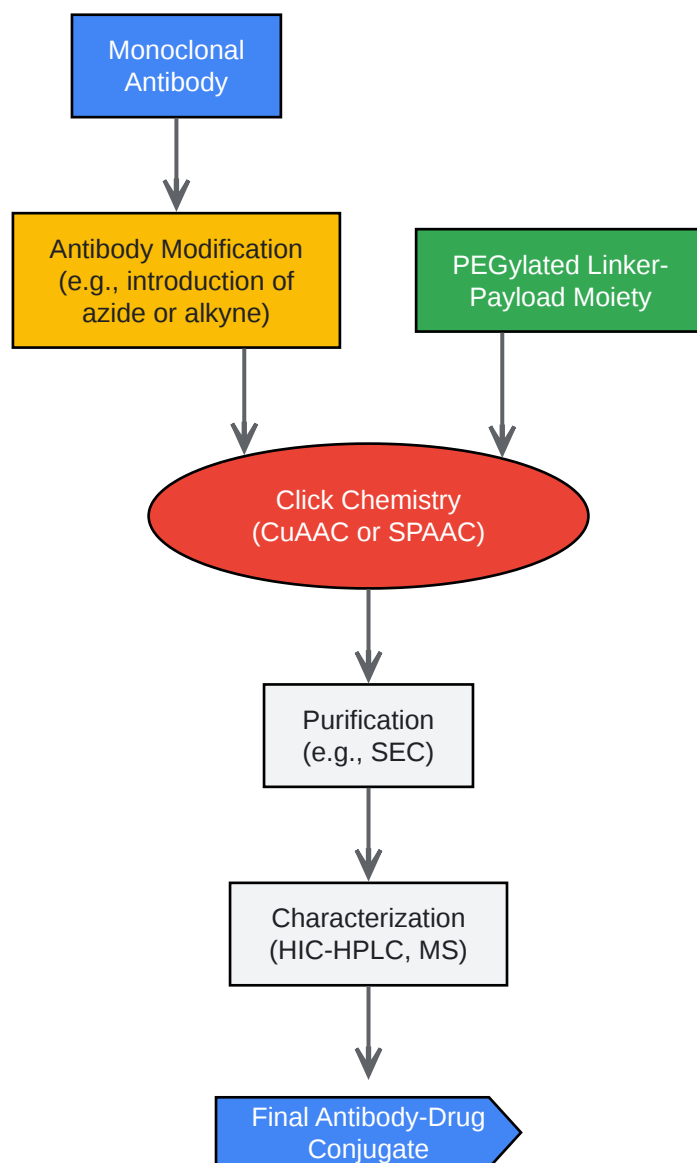 Monoclonal
Antibody
Antibody Modification
(e.g., introduction of
azide or alkyne)
PEGylated Linker-
Payload Moiety
Click Chemistry
(CuAAC or SPAAC)
Purification
(e.g., SEC)
Characterization
(HIC-HPLC, MS)
Final Antibody-Drug
Conjugate